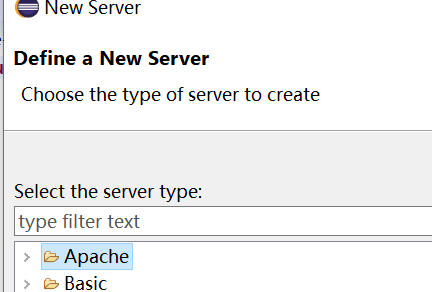 New Server
Define a New Server
Choose the type of server to create
Select the server type:
type filter text
Apache
Basic